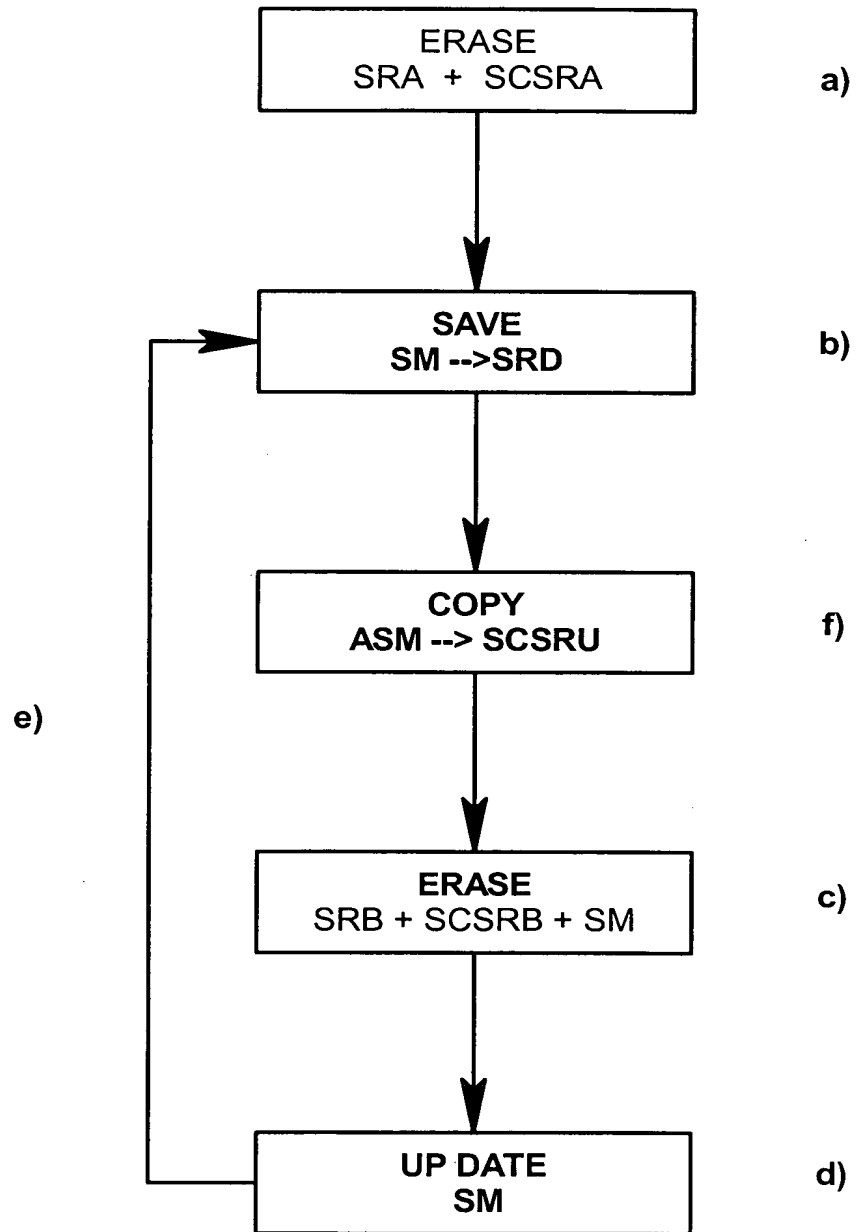 ERASE
SRA + SCSRA
a)
SAVE
SM -->SRD
b)
COPY
ASM --> SCSRU
f)
e)
ERASE
SRB + SCSRB + SM
c)
UP DATE
SM
d)